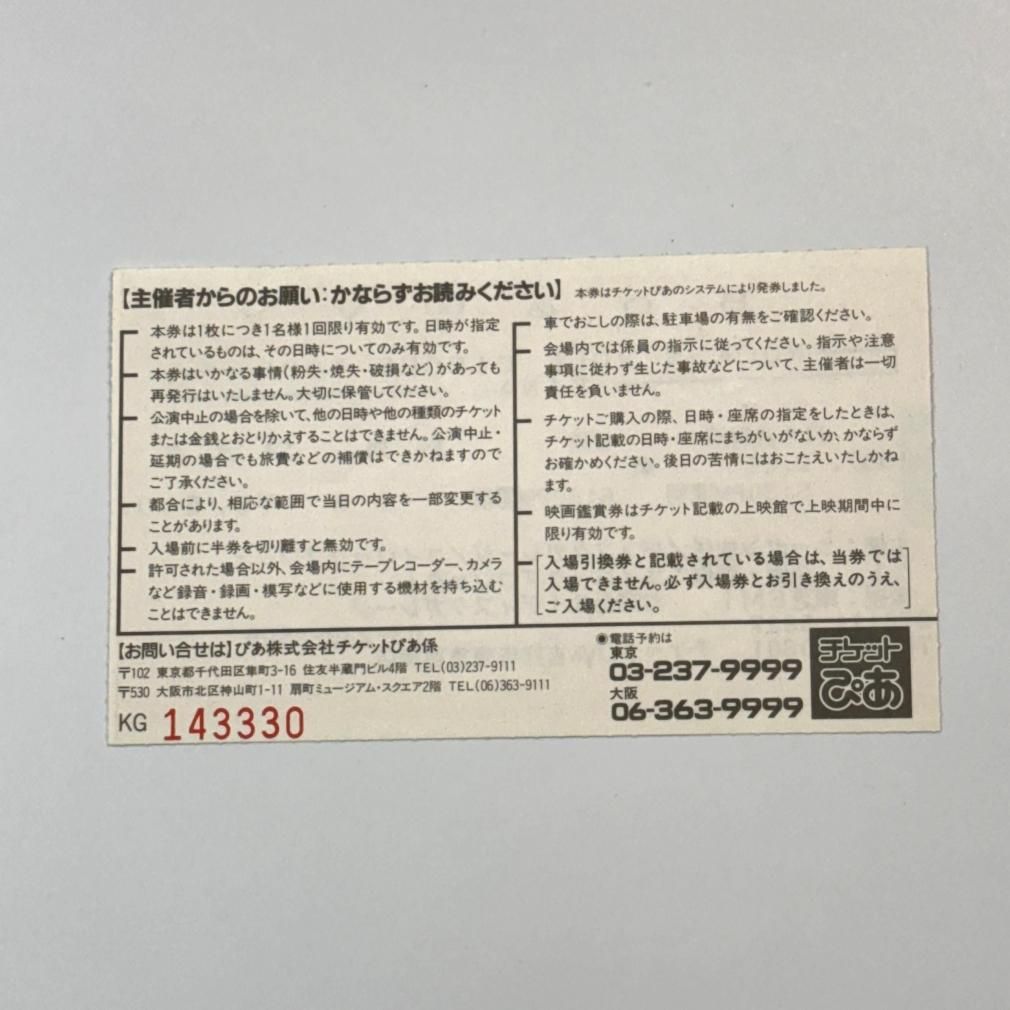 【主催者からのお願い:かならずお読みください】 本券はチケットぴあのシステムにより発券しました。
本券は1枚につき1名様1回限り有効です。日時が指定
されているものは、その日時についてのみ有効です。
本券はいかなる事情(粉失・焼失・破損など)があっても
再発行はいたしません。大切に保管してください。
公演中止の場合を除いて、他の日時や他の種類のチケット
または金銭とおとりかえすることはできません。公演中止・
延期の場合でも旅費などの補償はできかねますので
ご了承ください。
都合により、相応な範囲で当日の内容を一部変更する
ことがあります。
入場前に半券を切り離すと無効です。
許可された場合以外、会場内にテープレコーダー、カメラ
など録音・録画・模写などに使用する機材を持ち込む
ことはできません。
車でおこしの際は、駐車場の有無をご確認ください。
会場内では係員の指示に従ってください。指示や注意
事項に従わず生じた事故などについて、主催者は一切
責任を負いません。
チケットご購入の際、日時・座席の指定をしたときは、
チケット記載の日時・座席にまちがいがないか、かならず
お確かめください。後日の苦情にはおこたえいたしかね
ます。
映画鑑賞券はチケット記載の上映館で上映期間中に
限り有効です。
入場引換券と記載されている場合は、当券では
入場できません。必ず入場券とお引き換えのうえ、
ご入場ください。
【お問い合せは】ぴあ株式会社チケットぴあ係
〒102 東京都千代田区隼町3-16 住友半蔵門ビル4階 TEL(03)237-9111
〒530 大阪市北区神山町1-11 扇町ミュージアム・スクエア2階 TEL(06)363-9111
KG 143330
◉電話予約は
東京
03-237-9999
大阪
06-363-9999
チケット
ぴあ